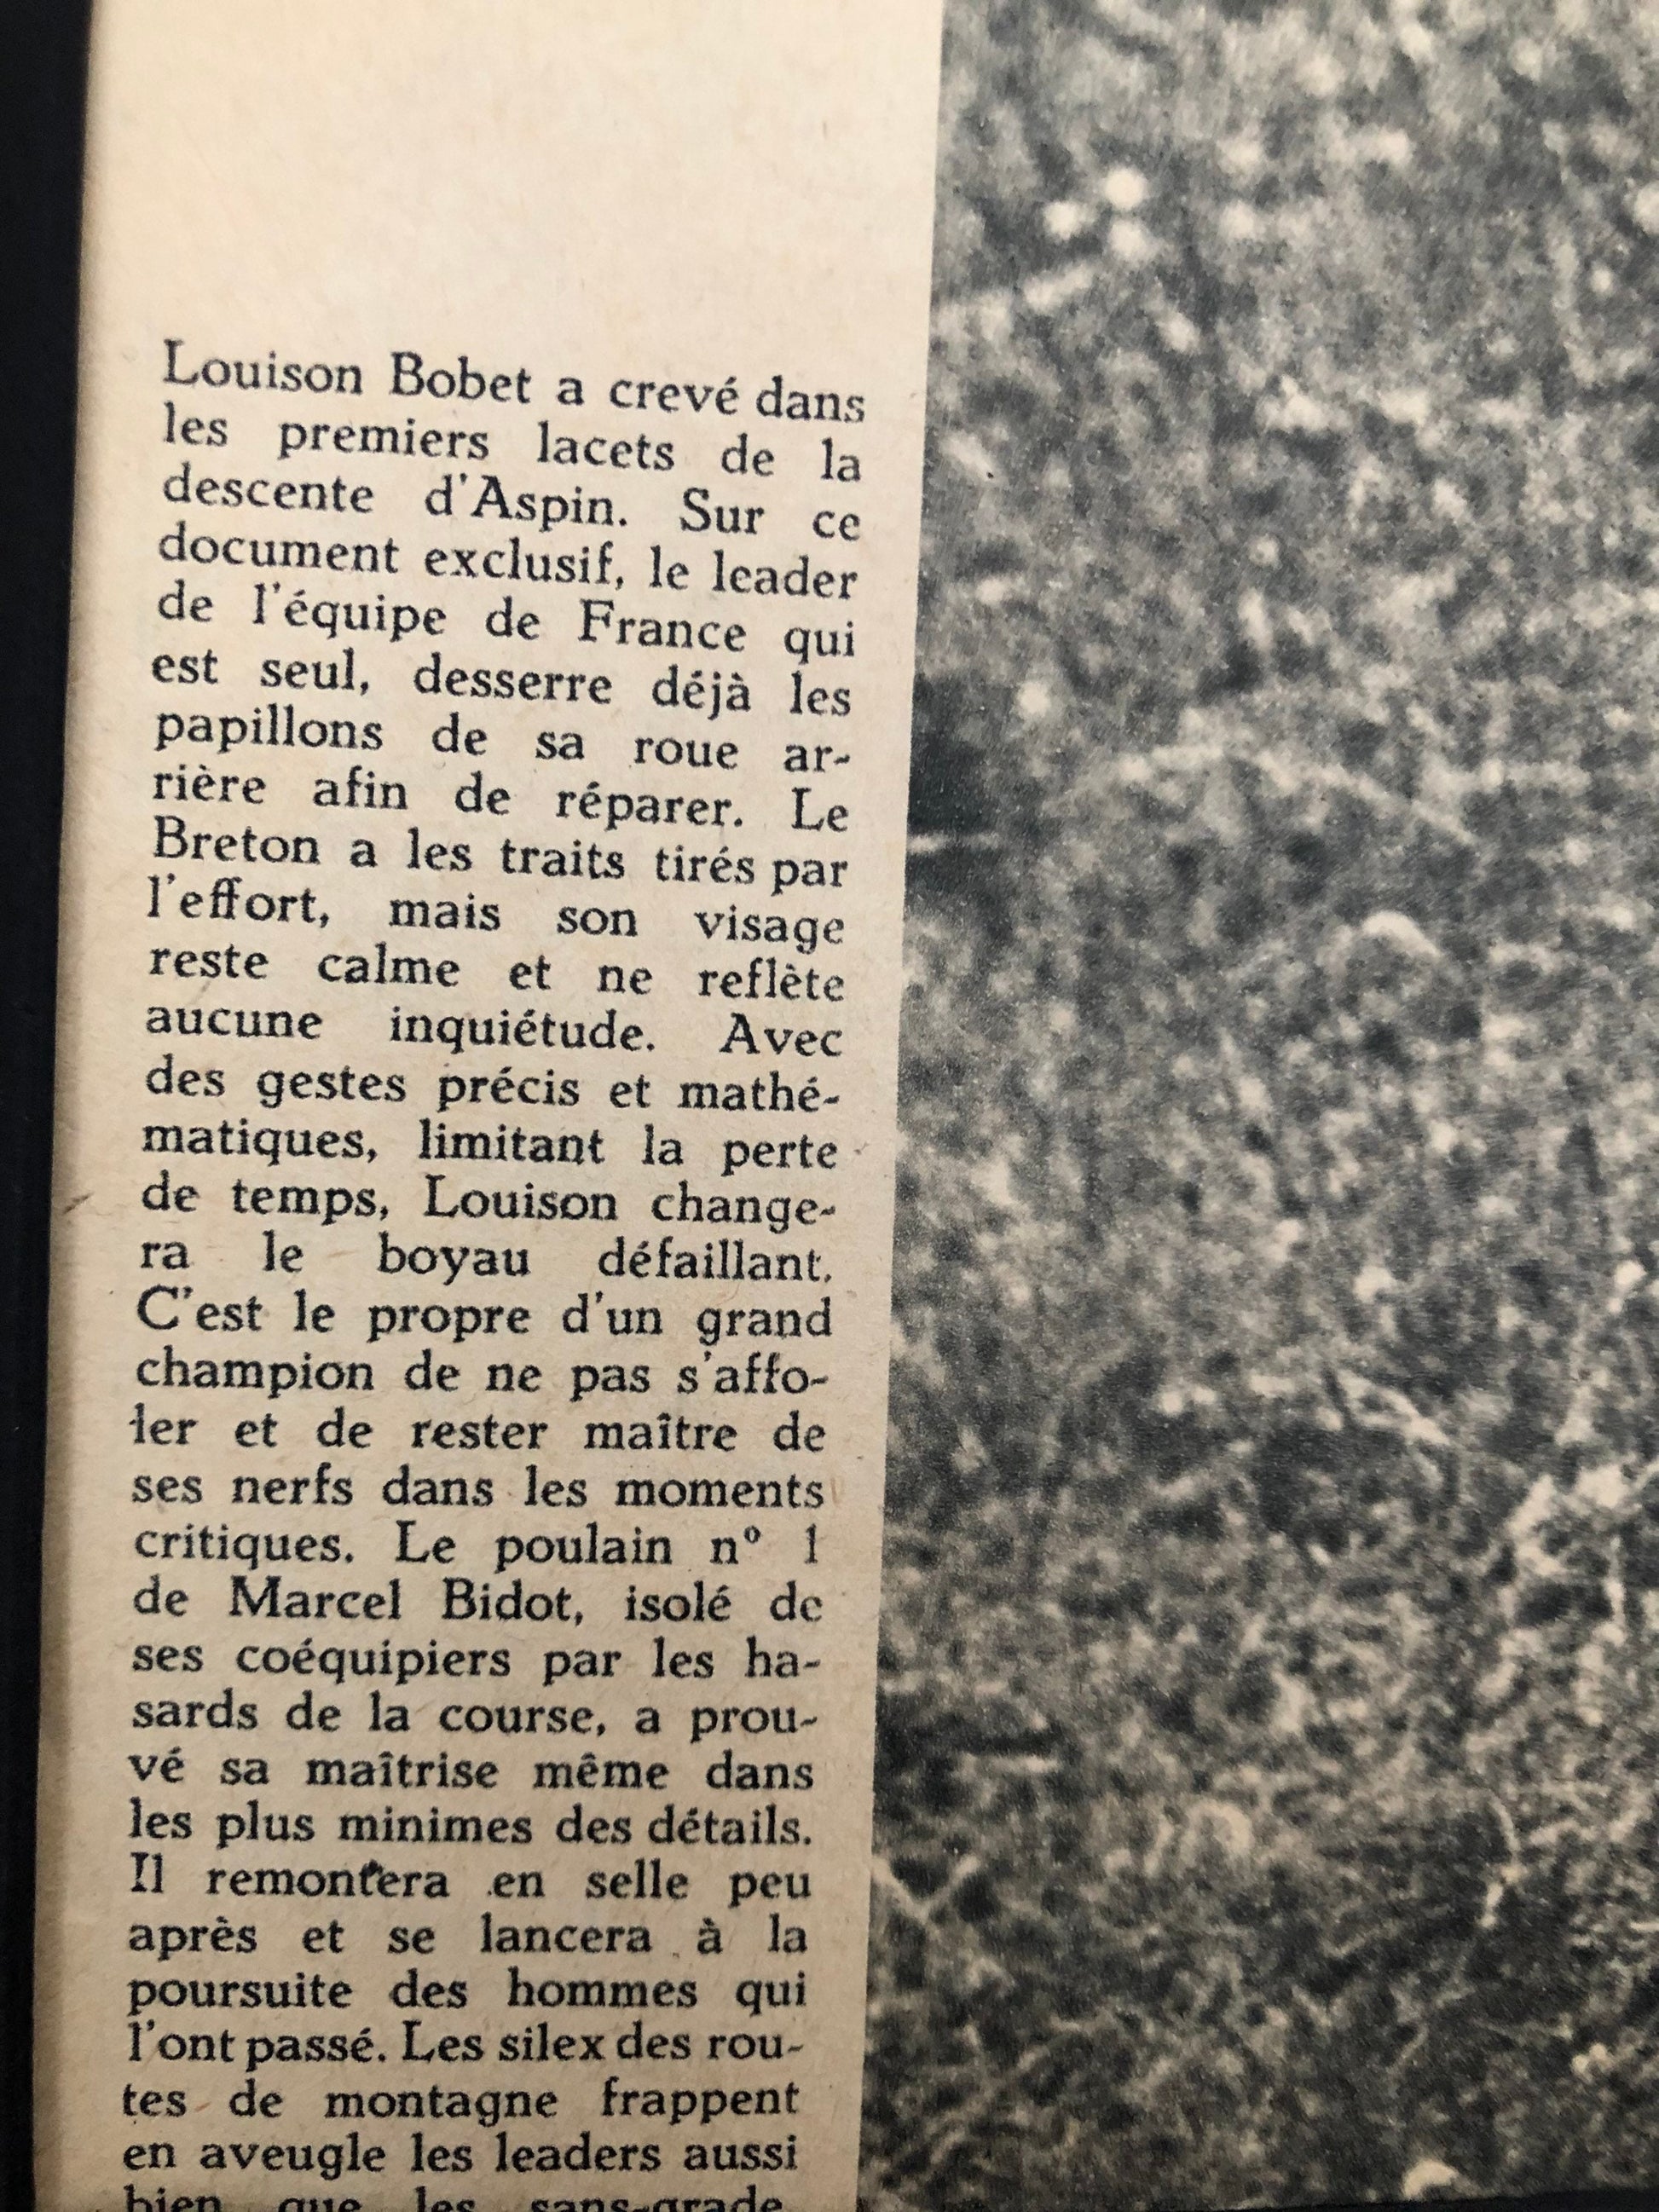 Louison Bobet a crevé dans
les premiers lacets de la
descente d'Aspin. Sur ce
document exclusif, le leader
de l'équipe de France qui
est seul, desserre déjà les
papillons de sa roue ar-
rière afin de réparer. Le
Breton a les traits tirés par
l'effort, mais son visage
reste calme et ne reflète
aucune inquiétude. Avec
des gestes précis et mathé-
matiques, limitant la perte
de temps, Louison change-
ra le boyau défaillant.
C'est le propre d'un grand
champion de ne pas s'affo-
ler et de rester maître de
ses nerfs dans les moments
critiques. Le poulain nº 1
de Marcel Bidot, isolé de
ses coéquipiers par les ha-
sards de la course, a prou-
vé sa maîtrise même dans
les plus minimes des détails.
Il remontera en selle peu
après et se lancera à la
poursuite des hommes qui
l'ont passé. Les silex des rou-
tes de montagne frappent
en aveugle les leaders aussi
bien que les sans-grade